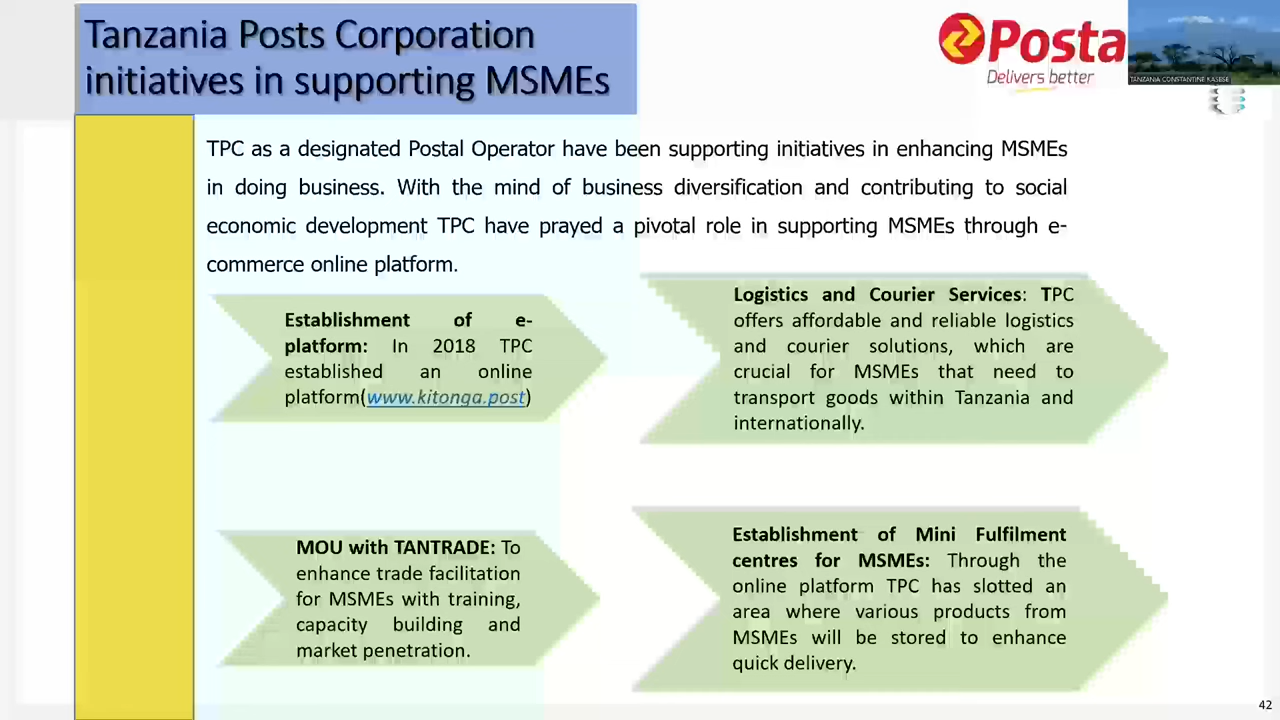 Tanzania Posts Corporation
initiatives in supporting MSMEs
Posta
Delivers better
TANZANIA CONSTANTINE KASESE
TPC as a designated Postal Operator have been supporting initiatives in enhancing MSMEs
in doing business. With the mind of business diversification and contributing to social
economic development TPC have prayed a pivotal role in supporting MSMEs through e-
commerce online platform.
Establishment of e-
platform: In 2018 TPC
established an online
platform(www.kitonga.post)
Logistics and Courier Services: TPC
offers affordable and reliable logistics
and courier solutions, which are
crucial for MSMEs that need to
transport goods within Tanzania and
internationally.
MOU with TANTRADE: To
enhance trade facilitation
for MSMEs with training,
capacity building and
market penetration.
Establishment of Mini Fulfilment
centres for MSMEs: Through the
online platform TPC has slotted an
area where various products from
MSMEs will be stored to enhance
quick delivery.
42